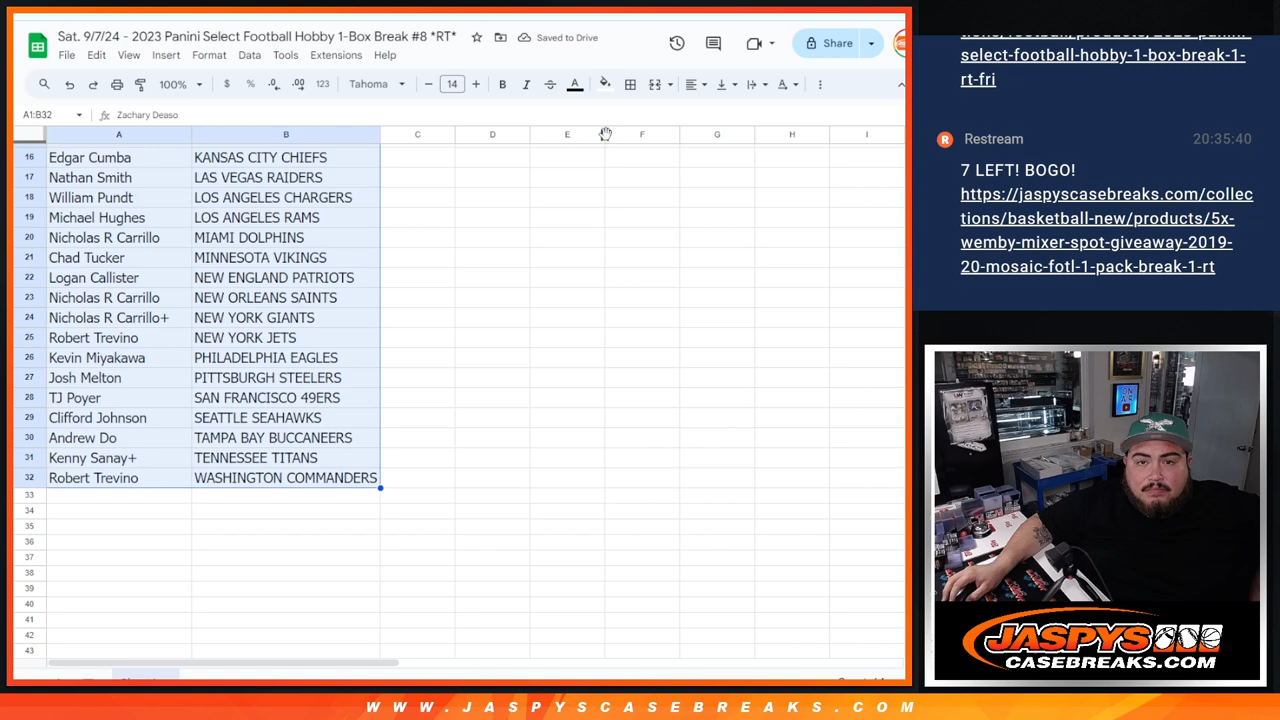 Sat. 9/7/24 - 2023 Panini Select Football Hobby 1-Box Break #8 *RT*
Saved to Drive
Share
File Edit View Insert Format Data Tools Extensions Help
100% $ % .0 .00 123 Tahoma 14
A1:B32 Zachary Deaso
A B C D E F G H I
16 Edgar Cumba KANSAS CITY CHIEFS
17 Nathan Smith LAS VEGAS RAIDERS
18 William Pundt LOS ANGELES CHARGERS
19 Michael Hughes LOS ANGELES RAMS
20 Nicholas R Carrillo MIAMI DOLPHINS
21 Chad Tucker MINNESOTA VIKINGS
22 Logan Callister NEW ENGLAND PATRIOTS
23 Nicholas R Carrillo NEW ORLEANS SAINTS
24 Nicholas R Carrillo+ NEW YORK GIANTS
25 Robert Trevino NEW YORK JETS
26 Kevin Miyakawa PHILADELPHIA EAGLES
27 Josh Melton PITTSBURGH STEELERS
28 TJ Poyer SAN FRANCISCO 49ERS
29 Clifford Johnson SEATTLE SEAHAWKS
30 Andrew Do TAMPA BAY BUCCANEERS
31 Kenny Sanay+ TENNESSEE TITANS
32 Robert Trevino WASHINGTON COMMANDERS
33
34
35
36
37
38
39
40
41
42
43
select-football-hobby-1-box-break-1-
rt-fri
Restream 20:35:40
7 LEFT! BOGO!
https://jaspyscasebreaks.com/collec
tions/basketball-new/products/5x-
wemby-mixer-spot-giveaway-2019-
20-mosaic-fotl-1-pack-break-1-rt
ON
AIR
JASPYS
CASEBREAKS.COM
WWW.JASPYSCASEBREAKS.COM